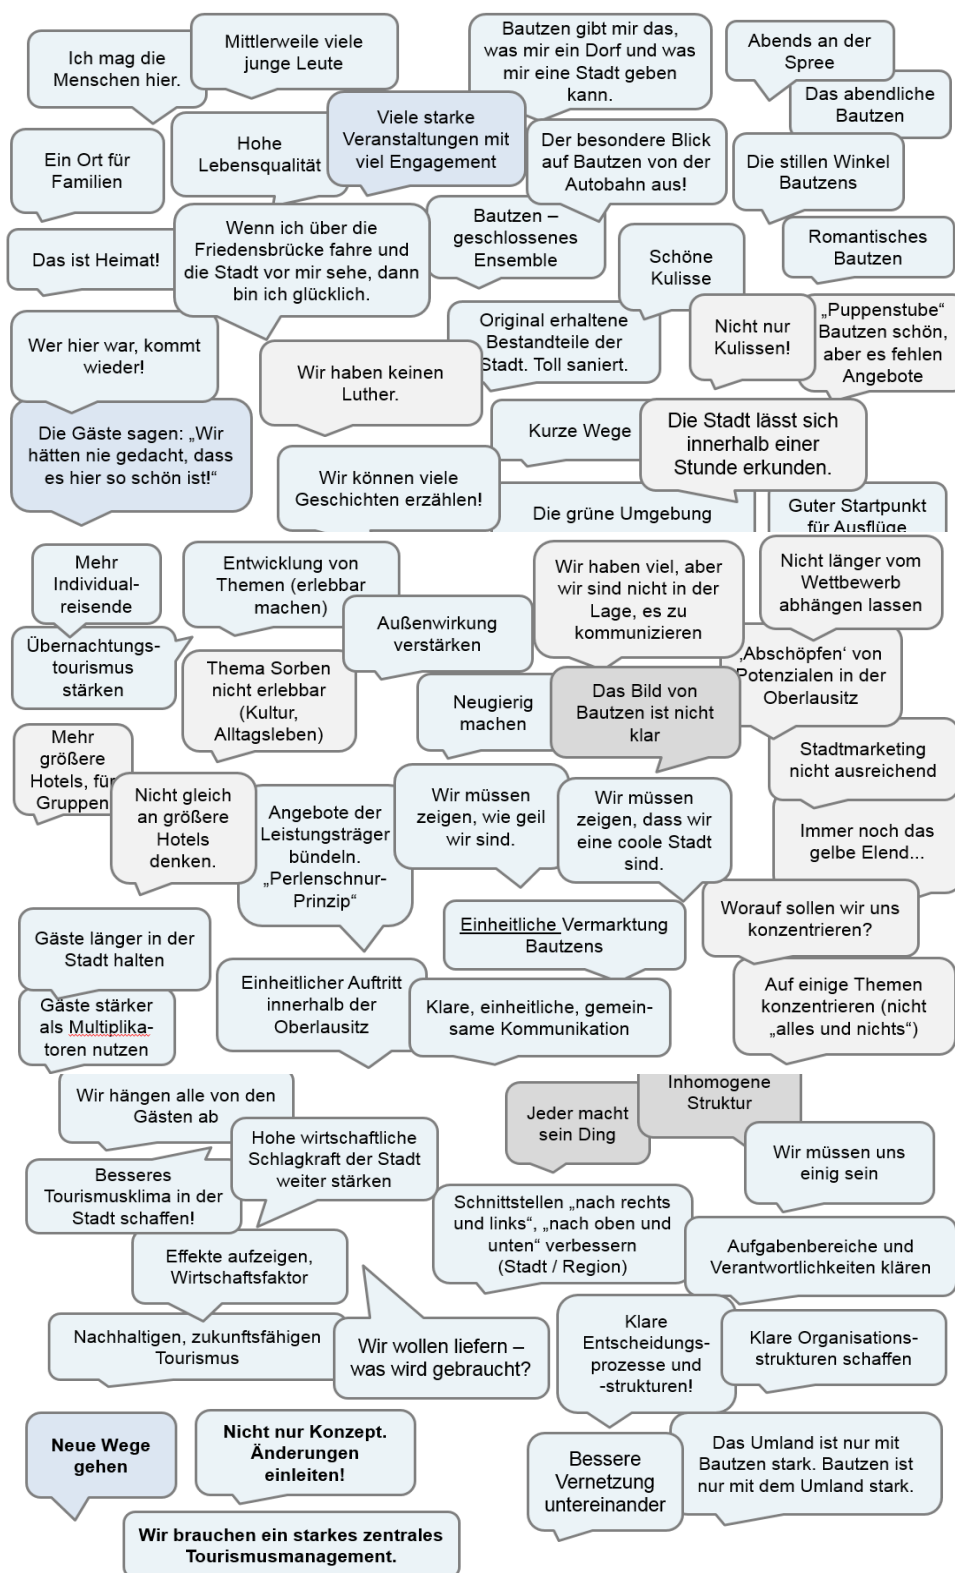 Ich mag die
Menschen hier.
Mittlerweile viele
junge Leute
Bautzen gibt mir das,
was mir ein Dorf und was
mir eine Stadt geben
kann.
Abends an der
Spree
Das abendliche
Bautzen
Ein Ort für
Familien
Hohe
Lebensqualität
Viele starke
Veranstaltungen mit
viel Engagement
Der besondere Blick
auf Bautzen von der
Autobahn aus!
Die stillen Winkel
Bautzens
Das ist Heimat!
Wenn ich über die
Friedensbrücke fahre und
die Stadt vor mir sehe, dann
bin ich glücklich.
Bautzen –
geschlossenes
Ensemble
Schöne
Kulisse
Romantisches
Bautzen
Wer hier war, kommt
wieder!
Wir haben keinen
Luther.
Original erhaltene
Bestandteile der
Stadt. Toll saniert.
Nicht nur
Kulissen!
„Puppenstube“
Bautzen schön,
aber es fehlen
Angebote
Die Gäste sagen: „Wir
hätten nie gedacht, dass
es hier so schön ist!“
Wir können viele
Geschichten erzählen!
Kurze Wege
Die Stadt lässt sich
innerhalb einer
Stunde erkunden.
Die grüne Umgebung
Guter Startpunkt
für Ausflüge
Mehr
Individual-
reisende
Entwicklung von
Themen (erlebbar
machen)
Wir haben viel, aber
wir sind nicht in der
Lage, es zu
kommunizieren
Nicht länger vom
Wettbewerb
abhängen lassen
Übernachtungs-
tourismus
stärken
Thema Sorben
nicht erlebbar
(Kultur,
Alltagsleben)
Außenwirkung
verstärken
Neugierig
machen
Das Bild von
Bautzen ist nicht
klar
‚Abschöpfen‘ von
Potenzialen in der
Oberlausitz
Mehr
größere
Hotels, für
Gruppen
Nicht gleich
an größere
Hotels
denken.
Angebote der
Leistungsträger
bündeln.
„Perlenschnur-
Prinzip“
Wir müssen
zeigen, wie geil
wir sind.
Wir müssen
zeigen, dass wir
eine coole Stadt
sind.
Stadtmarketing
nicht ausreichend
Immer noch das
gelbe Elend...
Gäste länger in der
Stadt halten
Einheitliche Vermarktung
Bautzens
Worauf sollen wir uns
konzentrieren?
Gäste stärker
als Multiplika-
toren nutzen
Einheitlicher Auftritt
innerhalb der
Oberlausitz
Klare, einheitliche, gemein-
same Kommunikation
Auf einige Themen
konzentrieren (nicht
„alles und nichts“)
Wir hängen alle von den
Gästen ab
Hohe wirtschaftliche
Schlagkraft der Stadt
weiter stärken
Jeder macht
sein Ding
Inhomogene
Struktur
Wir müssen uns
einig sein
Besseres
Tourismusklima in der
Stadt schaffen!
Schnittstellen „nach rechts
und links“, „nach oben und
unten“ verbessern
(Stadt / Region)
Aufgabenbereiche und
Verantwortlichkeiten klären
Effekte aufzeigen,
Wirtschaftsfaktor
Nachhaltigen, zukunftsfähigen
Tourismus
Wir wollen liefern –
was wird gebraucht?
Klare
Entscheidungs-
prozesse und
-strukturen!
Klare Organisations-
strukturen schaffen
Neue Wege
gehen
Nicht nur Konzept.
Änderungen
einleiten!
Bessere
Vernetzung
untereinander
Das Umland ist nur mit
Bautzen stark. Bautzen ist
nur mit dem Umland stark.
Wir brauchen ein starkes zentrales
Tourismusmanagement.